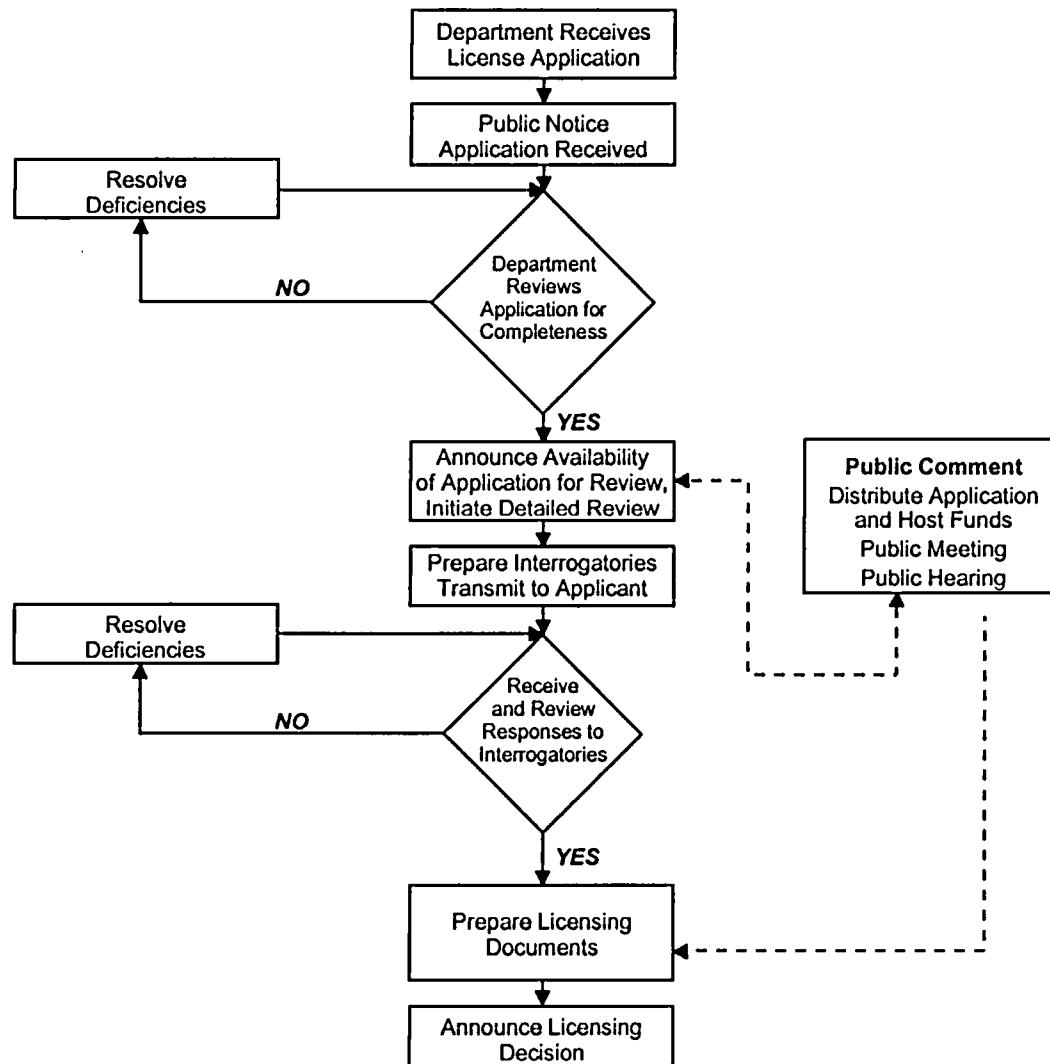 Department Receives
License Application
Public Notice
Application Received
Resolve
Deficiencies
Department
Reviews
Application for
Completeness
NO
YES
Announce Availability
of Application for Review,
Initiate Detailed Review
Public Comment
Distribute Application
and Host Funds
Public Meeting
Public Hearing
Prepare Interrogatories
Transmit to Applicant
Resolve
Deficiencies
Receive
and Review
Responses to
Interrogatories
NO
YES
Prepare Licensing
Documents
Announce Licensing
Decision